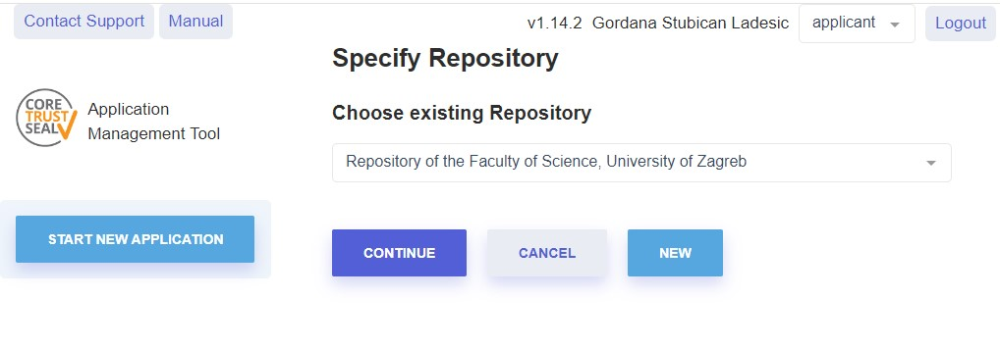 Contact Support Manual v1.14.2 Gordana Stubican Ladesic applicant Logout
Specify Repository
CORE
TRUST
SEAL
Application
Management Tool
Choose existing Repository
Repository of the Faculty of Science, University of Zagreb
START NEW APPLICATION
CONTINUE CANCEL NEW